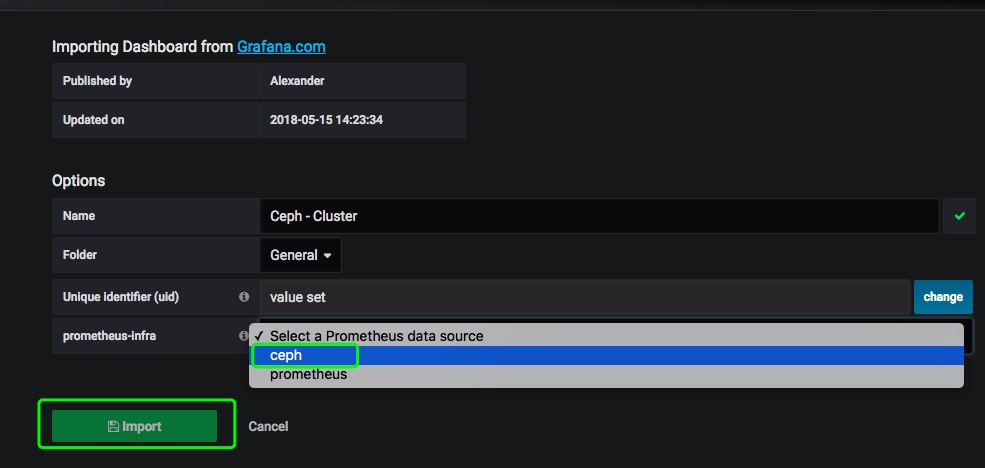 Importing Dashboard from Grafana.com
Published by Alexander
Updated on 2018-05-15 14:23:34
Options
Name Ceph - Cluster
Folder General
Unique identifier (uid) value set change
prometheus-infra ✓ Select a Prometheus data source
ceph
prometheus
Import Cancel